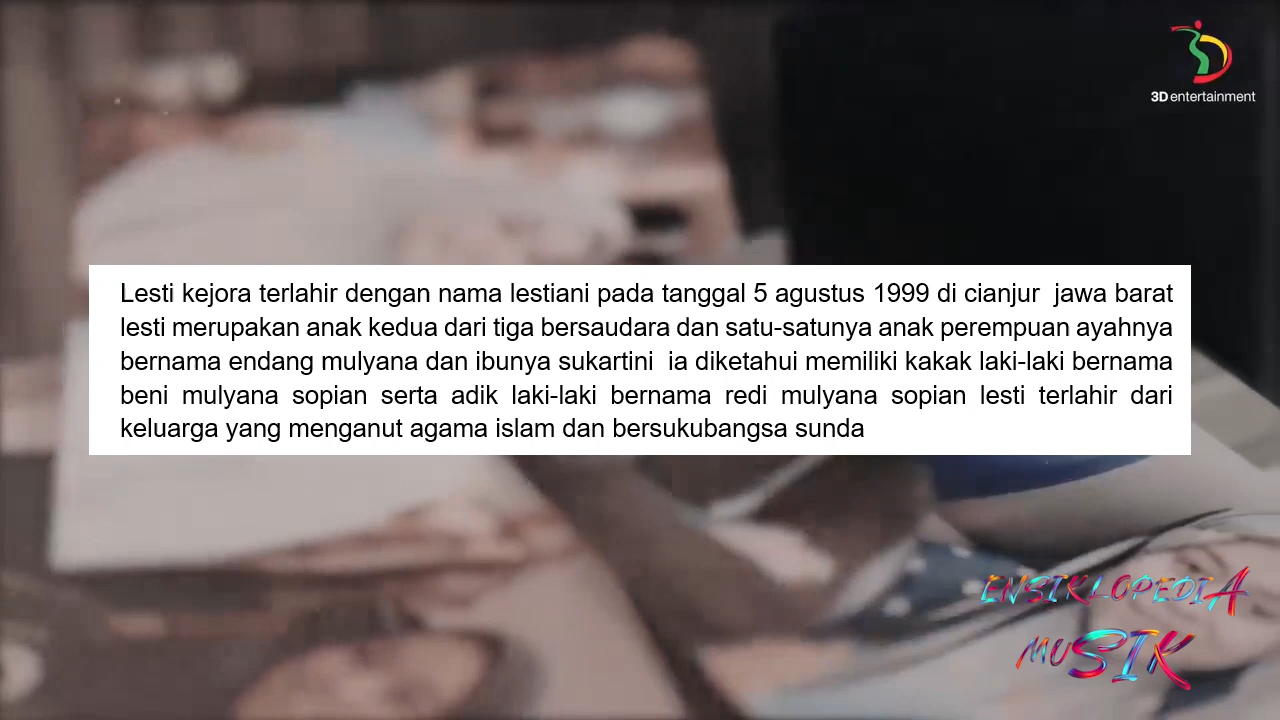 3D entertainment
Lesti kejora terlahir dengan nama lestiani pada tanggal 5 agustus 1999 di cianjur  jawa barat
lesti merupakan anak kedua dari tiga bersaudara dan satu-satunya anak perempuan ayahnya
bernama endang mulyana dan ibunya sukartini  ia diketahui memiliki kakak laki-laki bernama
beni mulyana sopian serta adik laki-laki bernama redi mulyana sopian lesti terlahir dari
keluarga yang menganut agama islam dan bersukubangsa sunda
ENSIKLOPEDIA
MUSIK